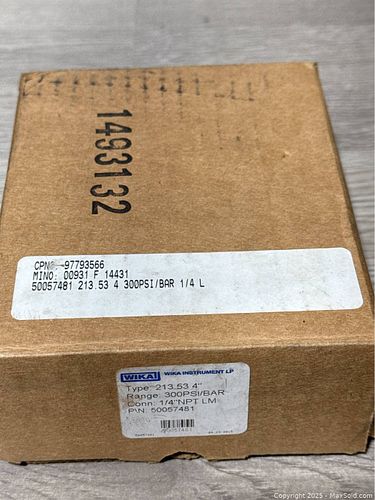 1493132
CPN@.-97793566
MINO: 00931 F 14431
50057481 213.53 4 300PSI/BAR 1/4 L
WIKA WIKA INSTRUMENT LP
Type: 213.53 4"
Range: 300PSI/BAR
Conn: 1/4"NPT LM
P\N: 50057481
50057481
Copyright © 2025 - MaxSold.com